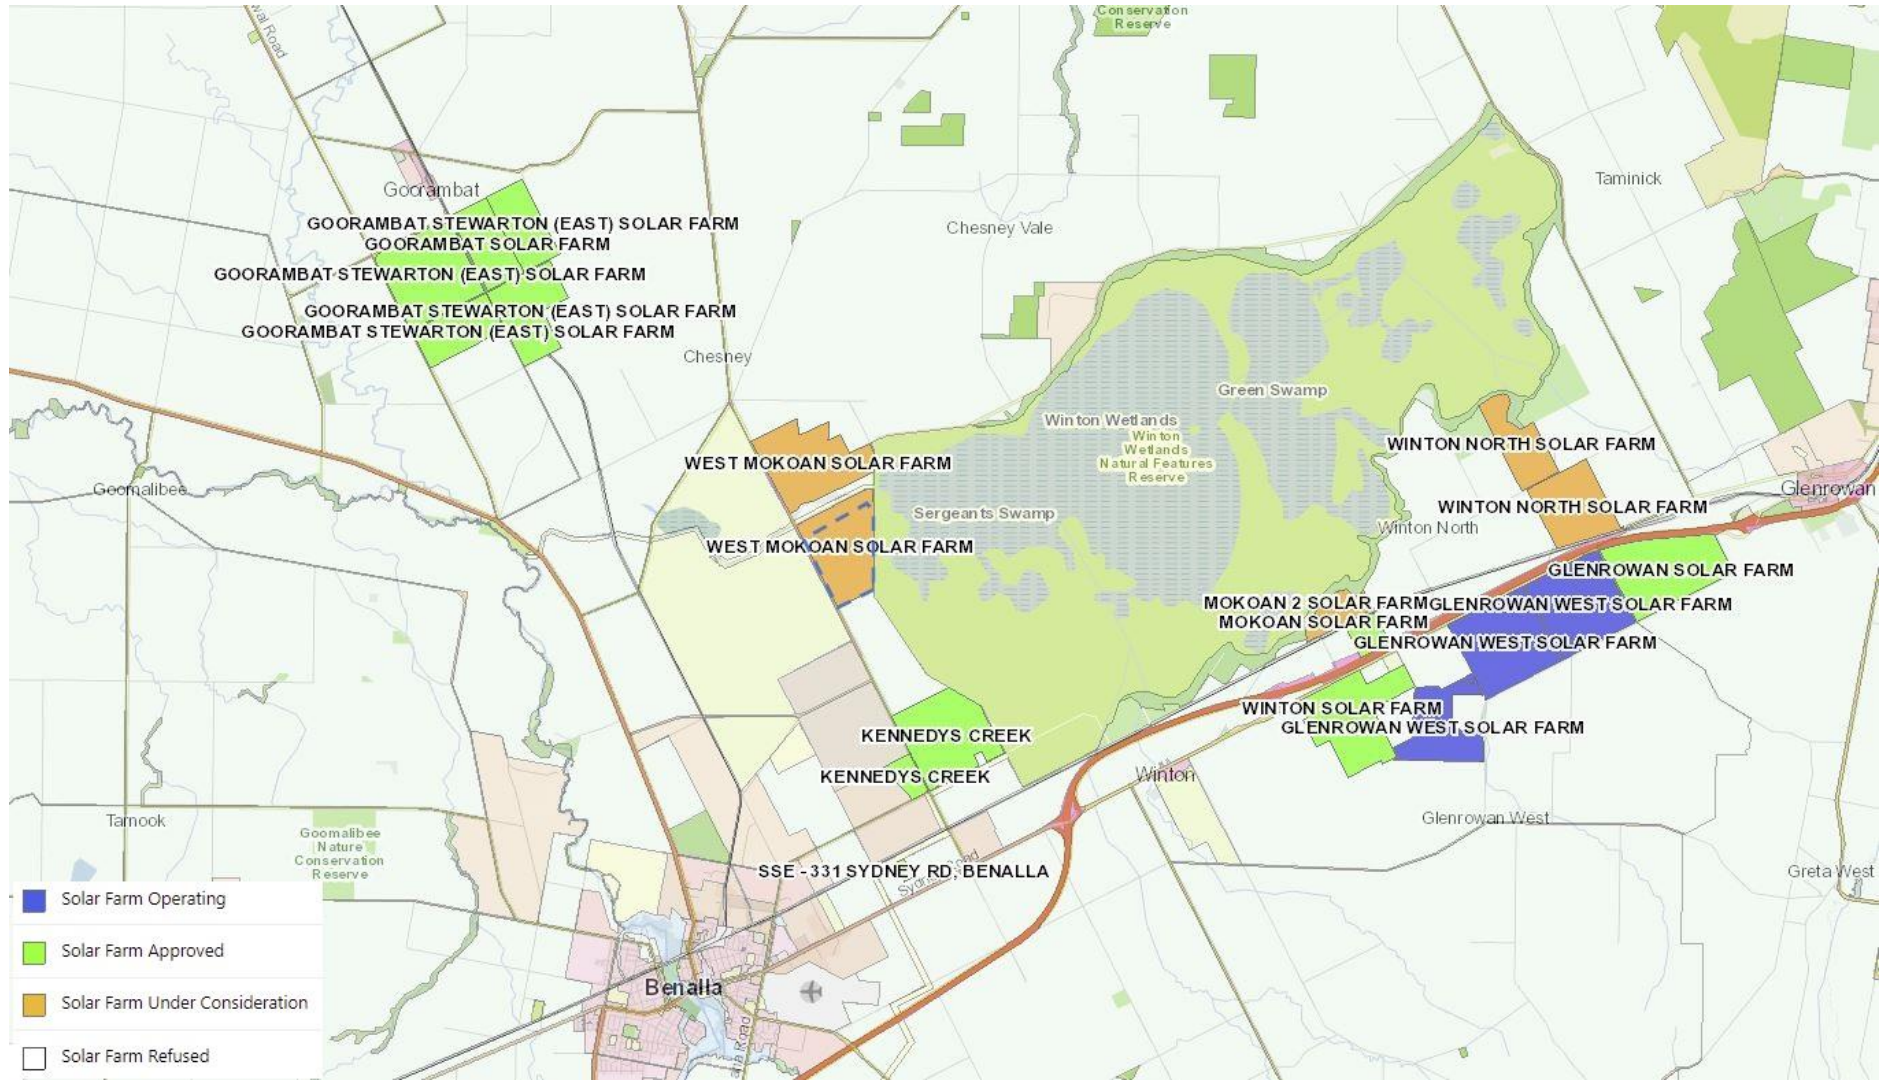 Conservation
Reserve
Road
Taminick
Goorambat
GOORAMBAT STEWARTON (EAST) SOLAR FARM
GOORAMBAT SOLAR FARM
Chesney Vale
GOORAMBAT STEWARTON (EAST) SOLAR FARM
GOORAMBAT STEWARTON (EAST) SOLAR FARM
GOORAMBAT STEWARTON (EAST) SOLAR FARM
Chesney
Green Swamp
Winton Wetlands
Winton
Wetlands
Natural Features
Reserve
WINTON NORTH SOLAR FARM
WEST MOKOAN SOLAR FARM
Goomalibee
Glenrowan
WINTON NORTH SOLAR FARM
Sergeants Swamp
Winton North
WEST MOKOAN SOLAR FARM
GLENROWAN SOLAR FARM
MOKOAN 2 SOLAR FARM
GLENROWAN WEST SOLAR FARM
MOKOAN SOLAR FARM
GLENROWAN WEST SOLAR FARM
WINTON SOLAR FARM
GLENROWAN WEST SOLAR FARM
KENNEDYS CREEK
KENNEDYS CREEK
Winton
Tarnook
Glenrowan West
Goomalibee
Nature
Conservation
Reserve
SSE - 331 SYDNEY RD, BENALLA
Greta West
Benalla
Road
Solar Farm Operating
Solar Farm Approved
Solar Farm Under Consideration
Solar Farm Refused